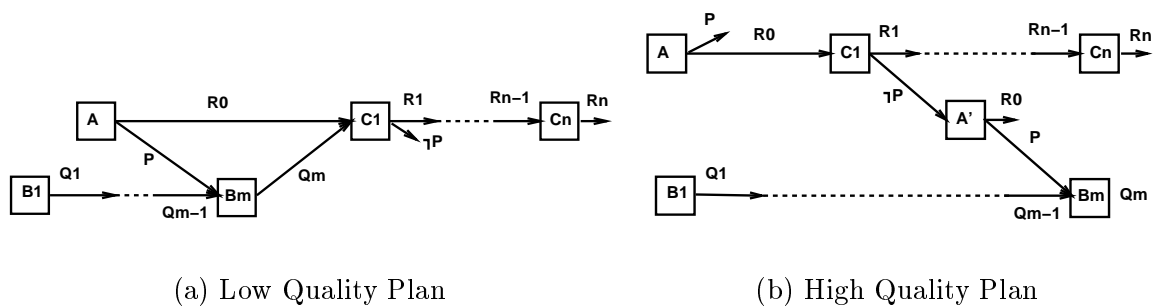 A
R0
C1
R1
Rn−1
Cn
Rn
P
¬P
Qm
B1
Q1
Qm−1
Bm
(a) Low Quality Plan
P
A
R0
C1
R1
Rn−1
Cn
Rn
¬P
A'
R0
P
B1
Q1
Qm−1
Bm
Qm
(b) High Quality Plan